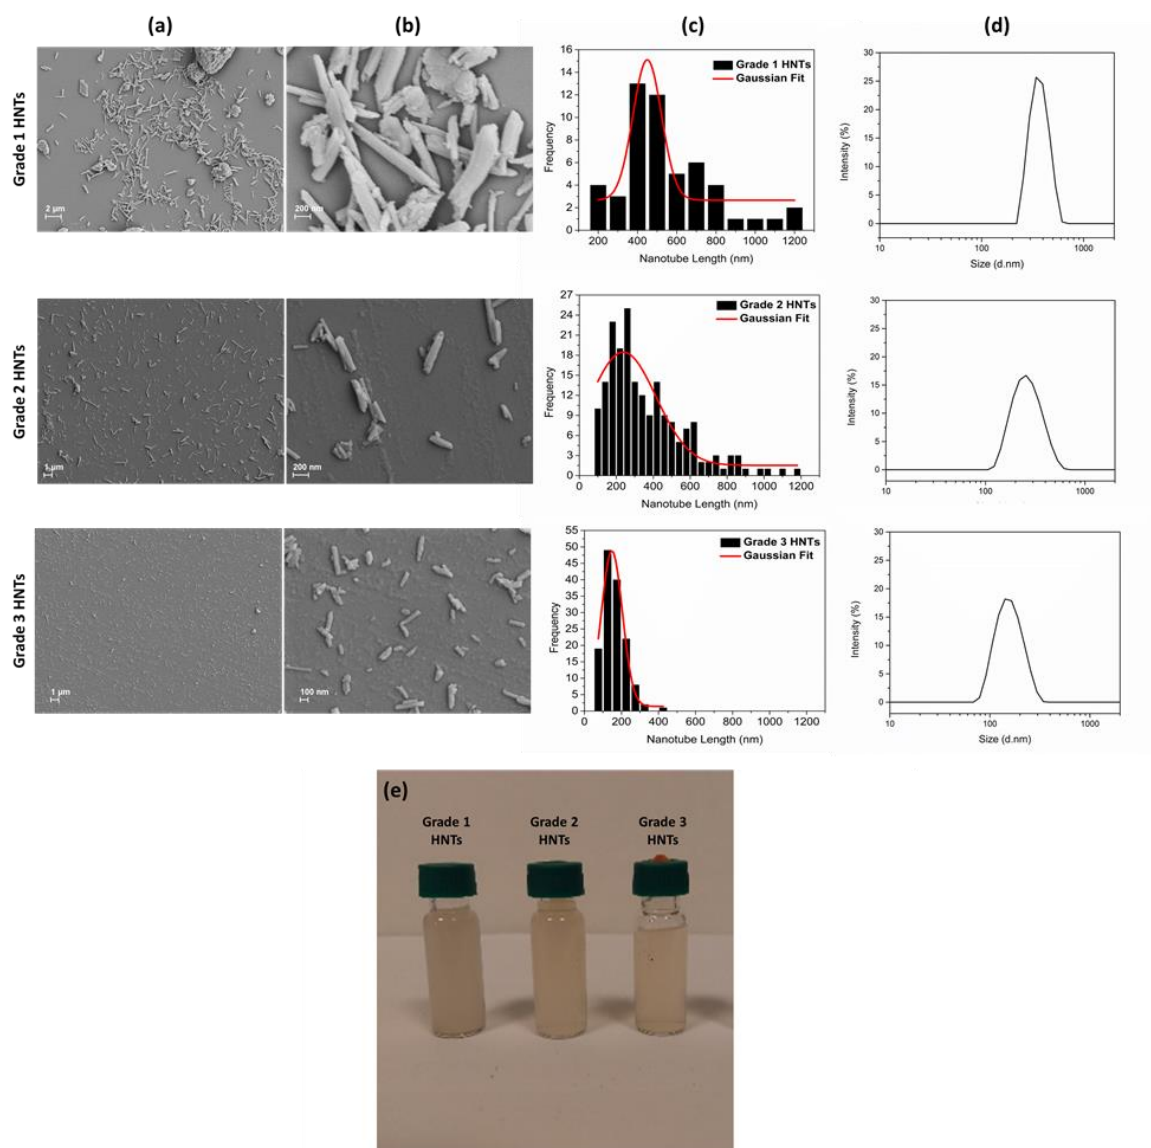 (a) (b) (c) (d)
Grade 1 HNTs
2 µm
200 nm
16
14
12
10
8
6
4
2
0
Frequency
Grade 1 HNTs
Gaussian Fit
200 400 600 800 1000 1200
Nanotube Length (nm)
30
25
20
15
10
5
0
Intensity (%)
10 100 1000
Size (d.nm)
Grade 2 HNTs
1 µm
200 nm
27
24
21
18
15
12
9
6
3
0
Frequency
Grade 2 HNTs
Gaussian Fit
0 200 400 600 800 1000 1200
Nanotube Length (nm)
30
25
20
15
10
5
0
Intensity (%)
10 100 1000
Grade 3 HNTs
1 µm
100 nm
55
50
45
40
35
30
25
20
15
10
5
0
Frequency
Grade 3 HNTs
Gaussian Fit
0 200 400 600 800 1000 1200
Nanotube Length (nm)
30
25
20
15
10
5
0
Intensity (%)
10 100 1000
Size (d.nm)
(e)
Grade 1
HNTs
Grade 2
HNTs
Grade 3
HNTs